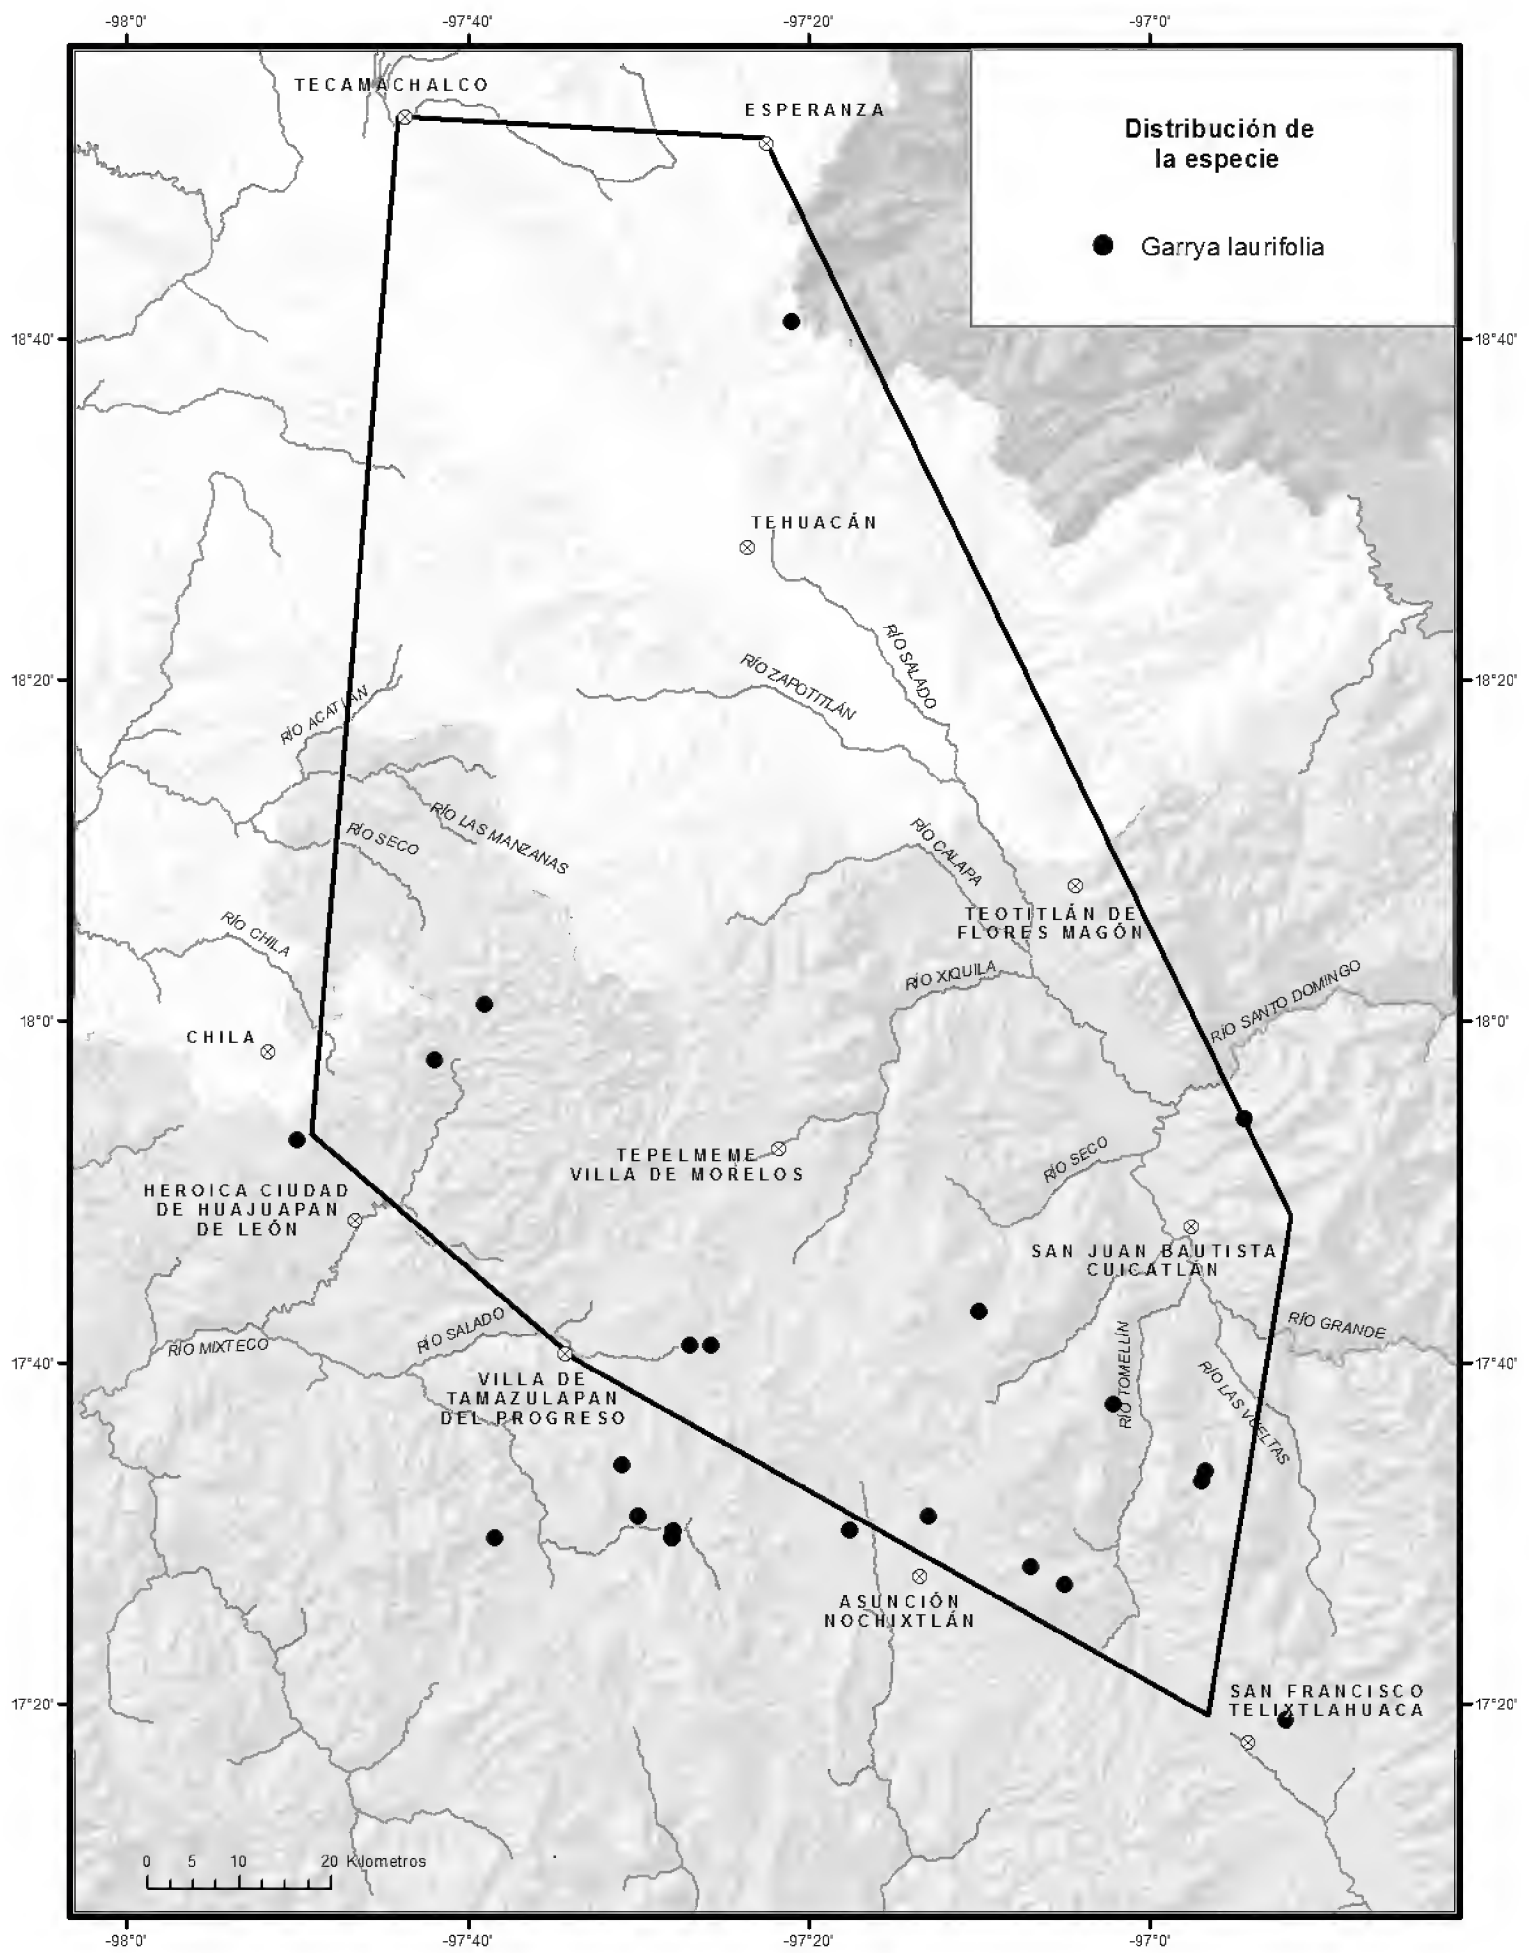 -98°0'
-97°40'
-97°20'
-97°0'
TECAMACHALCO
ESPERANZA
Distribución de
la especie
Garrya laurifolia
18°40'
18°40'
TEHUACÁN
RÍO SALADO
18°20'
18°20'
RÍO ZAPOTITLÁN
RÍO ACATLÁN
RÍO LAS MANZANAS
RÍO SECO
RÍO CALAPA
TEOTITLÁN DE
FLORES MAGÓN
RÍO CHILA
RÍO XIQUILA
RÍO SANTO DOMINGO
18°0'
18°0'
CHILA
TEPELMEME
VILLA DE MORELOS
RÍO SECO
HEROICA CIUDAD
DE HUAJUAPAN
DE LEÓN
SAN JUAN BAUTISTA
CUICATLÁN
RÍO GRANDE
RÍO SALADO
RÍO MIXTECO
17°40'
17°40'
VILLA DE
TAMAZULAPAN
DEL PROGRESO
RÍO TOMELLÍN
RÍO LAS VUELTAS
ASUNCIÓN
NOCHIXTLÁN
SAN FRANCISCO
TELIXTLAHUACA
17°20'
17°20'
0 5 10 20 Kilometros
-98°0'
-97°40'
-97°20'
-97°0'